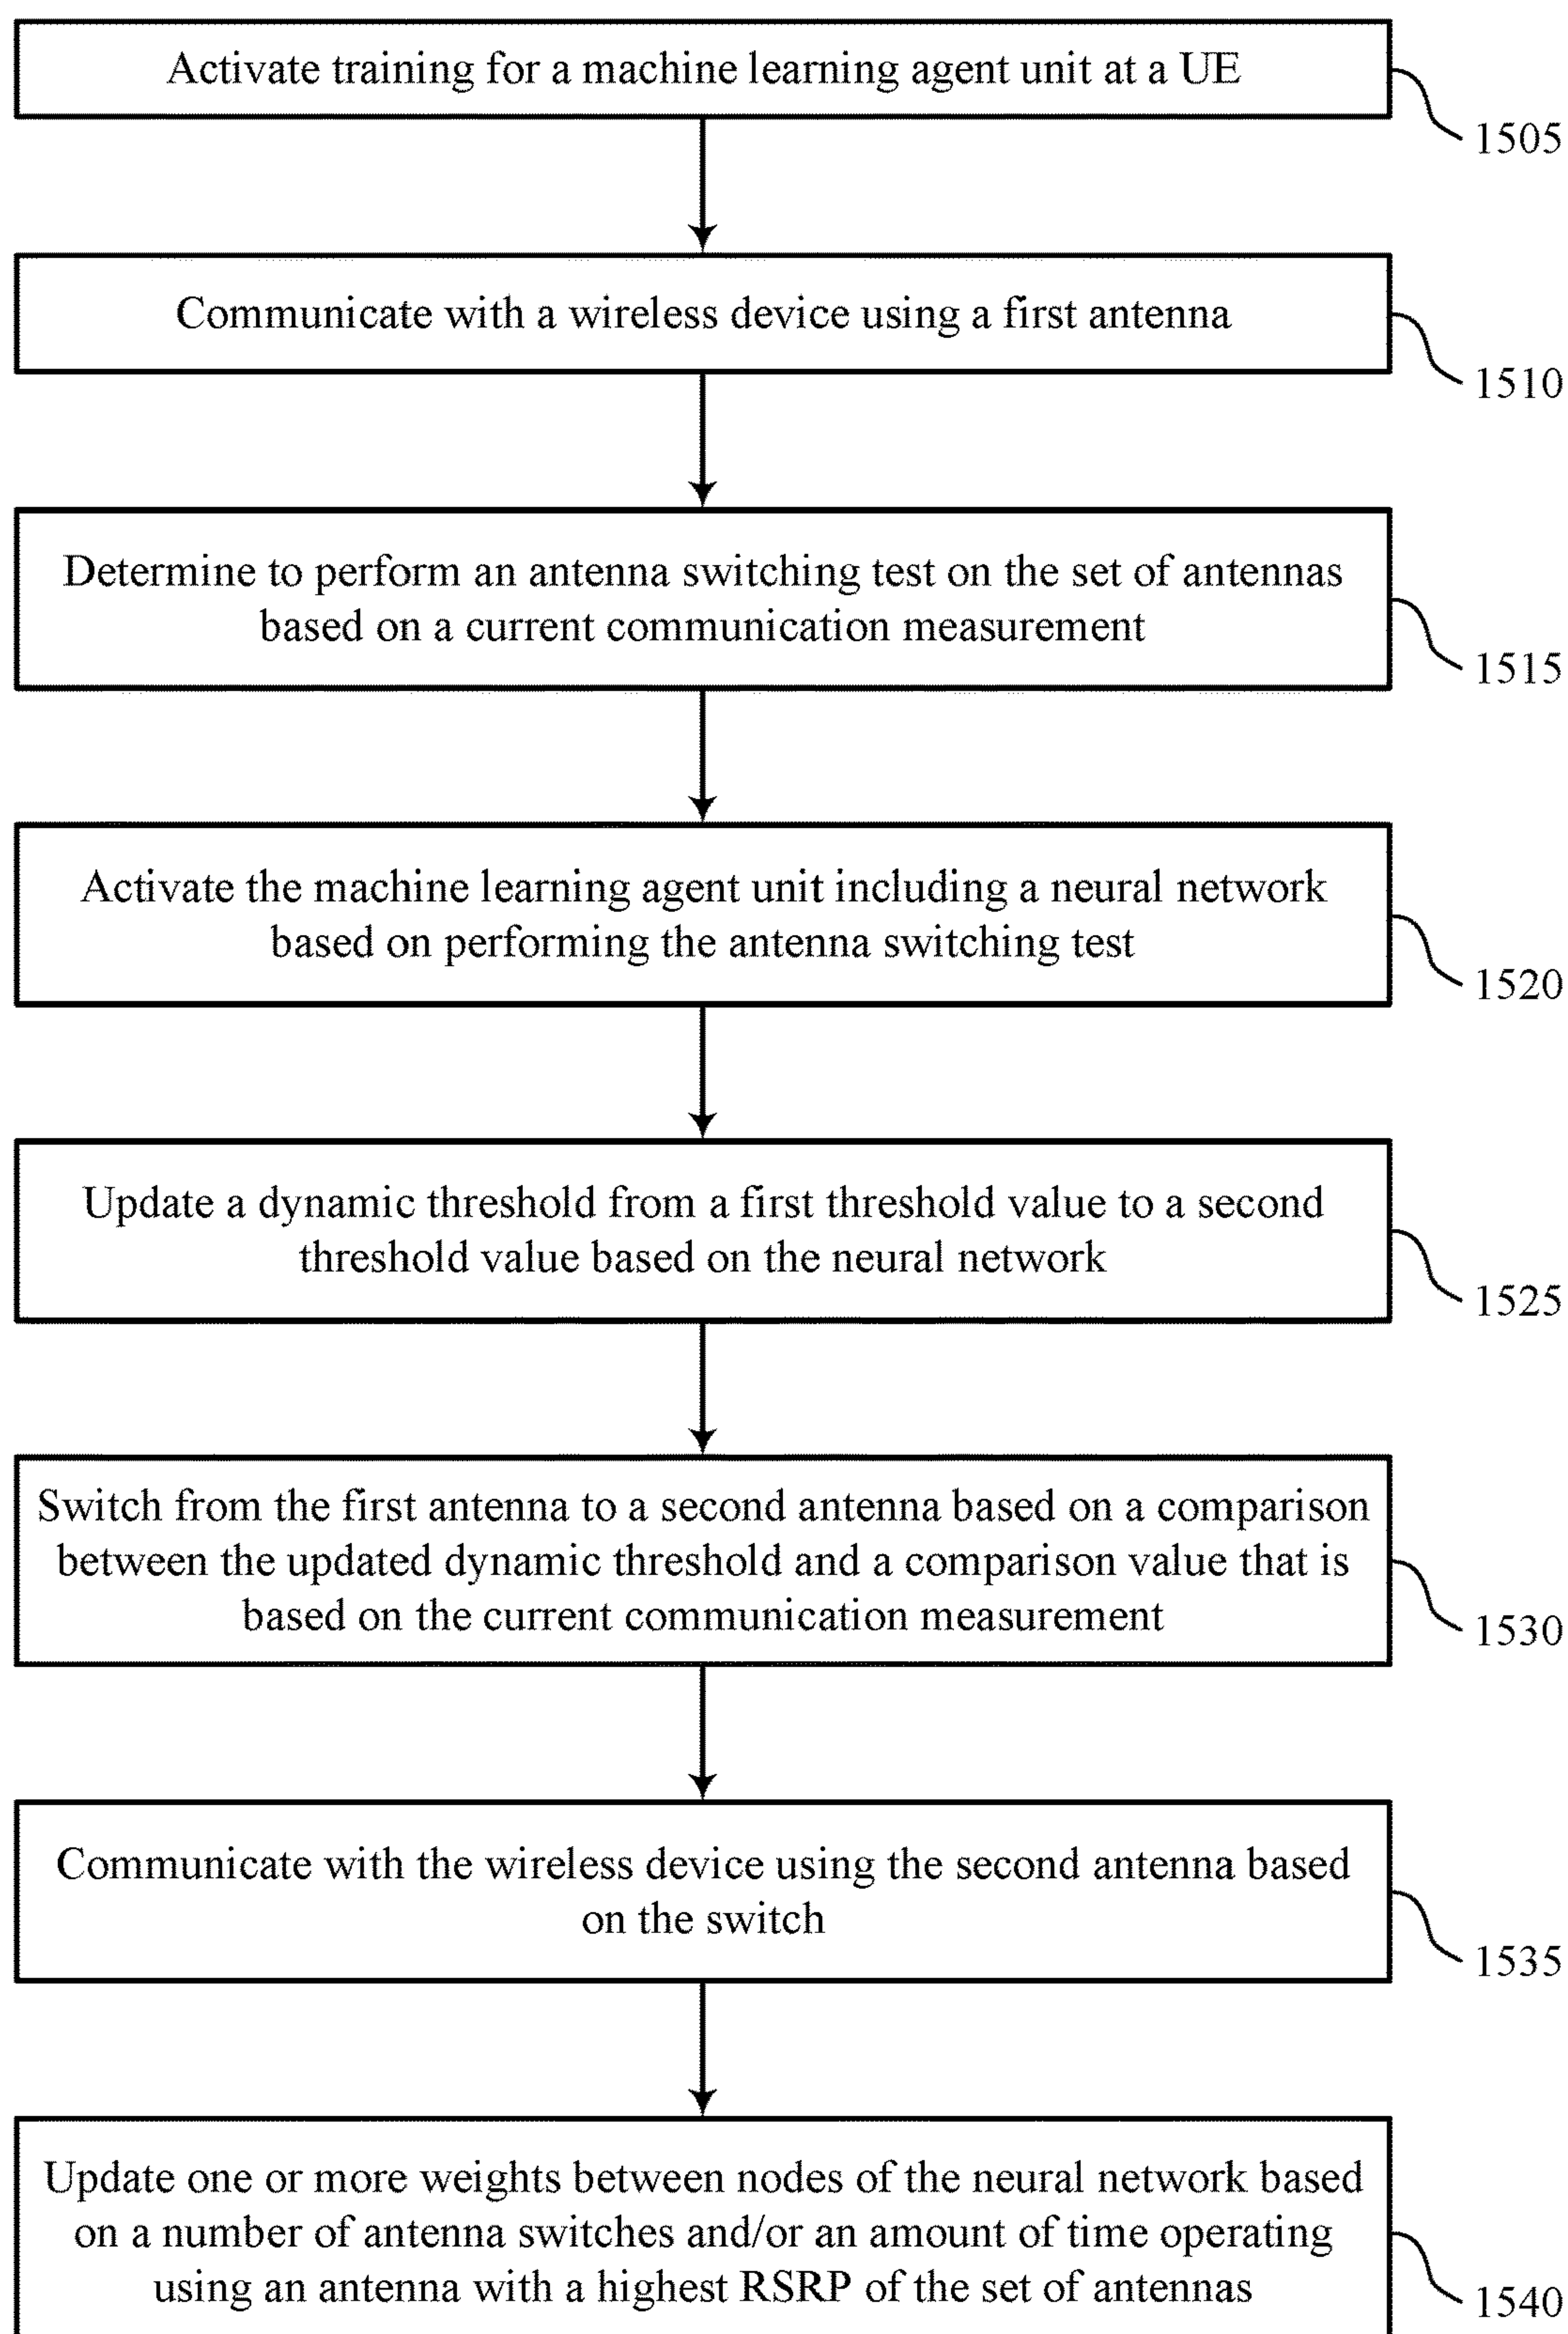 Activate training for a machine learning agent unit at a UE
1505
Communicate with a wireless device using a first antenna
1510
Determine to perform an antenna switching test on the set of antennas
based on a current communication measurement
1515
Activate the machine learning agent unit including a neural network
based on performing the antenna switching test
1520
Update a dynamic threshold from a first threshold value to a second
threshold value based on the neural network
1525
Switch from the first antenna to a second antenna based on a comparison
between the updated dynamic threshold and a comparison value that is
based on the current communication measurement
1530
Communicate with the wireless device using the second antenna based
on the switch
1535
Update one or more weights between nodes of the neural network based
on a number of antenna switches and/or an amount of time operating
using an antenna with a highest RSRP of the set of antennas
1540